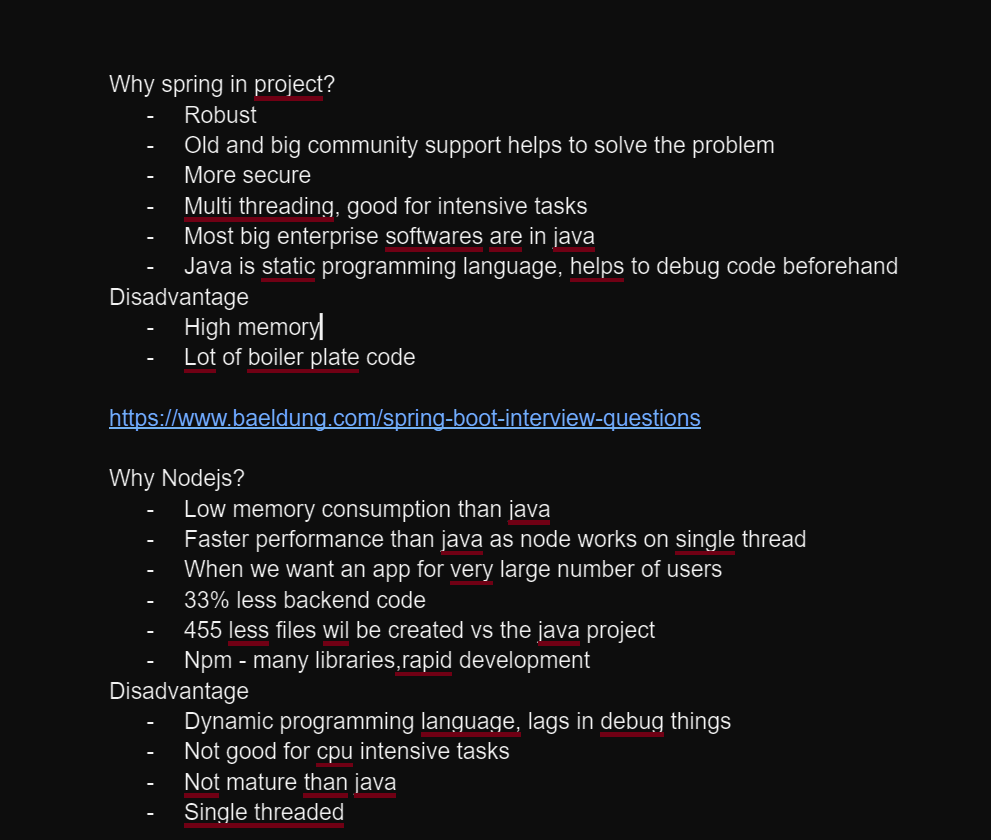 Why spring in project?
- Robust
- Old and big community support helps to solve the problem
- More secure
- Multi threading, good for intensive tasks
- Most big enterprise softwares are in java
- Java is static programming language, helps to debug code beforehand
Disadvantage
- High memory
- Lot of boiler plate code
https://www.baeldung.com/spring-boot-interview-questions
Why Nodejs?
- Low memory consumption than java
- Faster performance than java as node works on single thread
- When we want an app for very large number of users
- 33% less backend code
- 455 less files wil be created vs the java project
- Npm - many libraries,rapid development
Disadvantage
- Dynamic programming language, lags in debug things
- Not good for cpu intensive tasks
- Not mature than java
- Single threaded